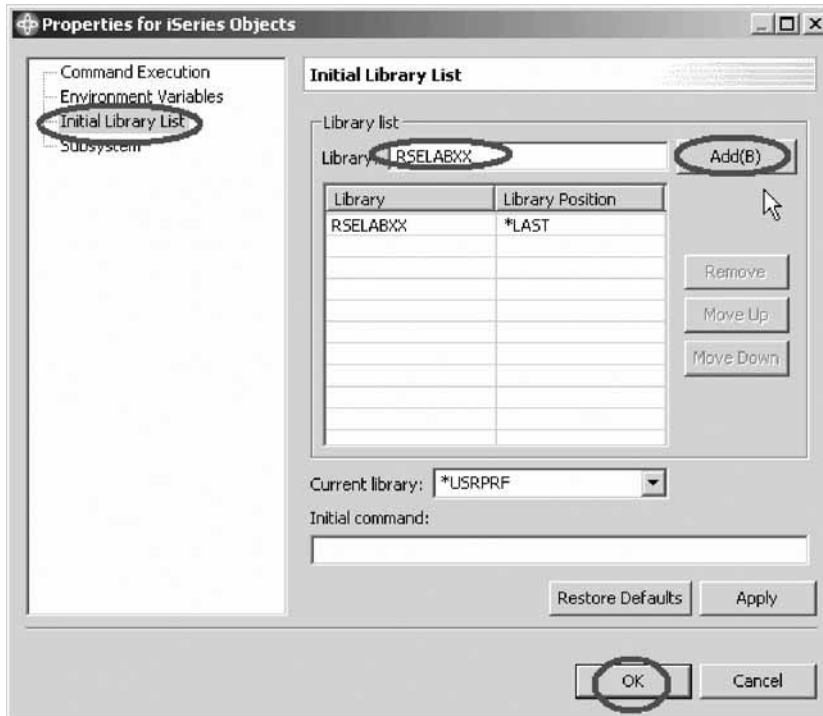 Properties for iSeries Objects
Command Execution
Environment Variables
Initial Library List
Subsystem
Initial Library List
Library list
Library: RSELABXX
Add(B)
Library Library Position
RSELABXX *LAST
Remove
Move Up
Move Down
Current library: *USRPRF
Initial command:
Restore Defaults
Apply
OK
Cancel